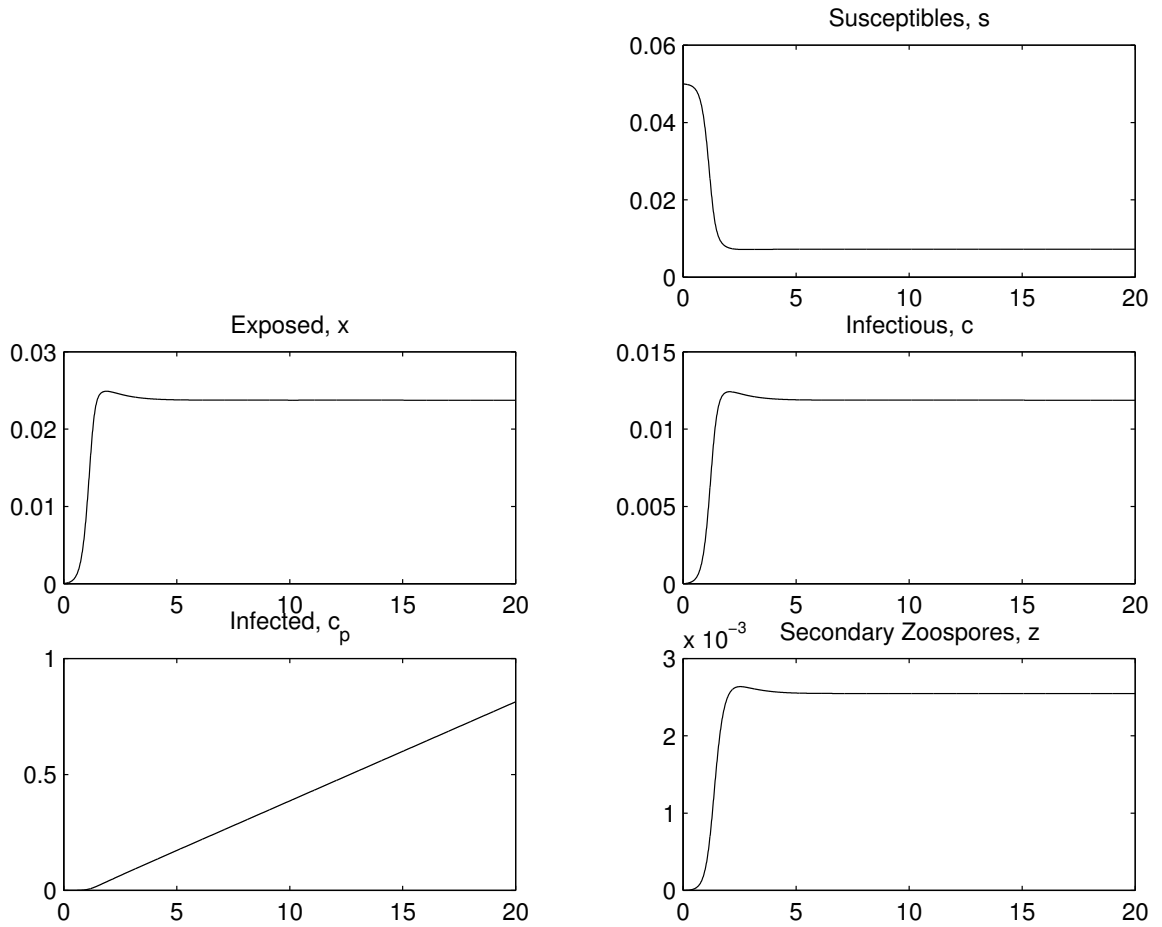 Susceptibles, s
0.06
0.04
0.02
0
0 5 10 15 20
Exposed, x
0.03
0.02
0.01
0
0 5 10 15 20
Infectious, c
0.015
0.01
0.005
0
0 5 10 15 20
Infected, c_p
1
0.5
0
0 5 10 15 20
x 10⁻³ Secondary Zoospores, z
3
2
1
0
0 5 10 15 20